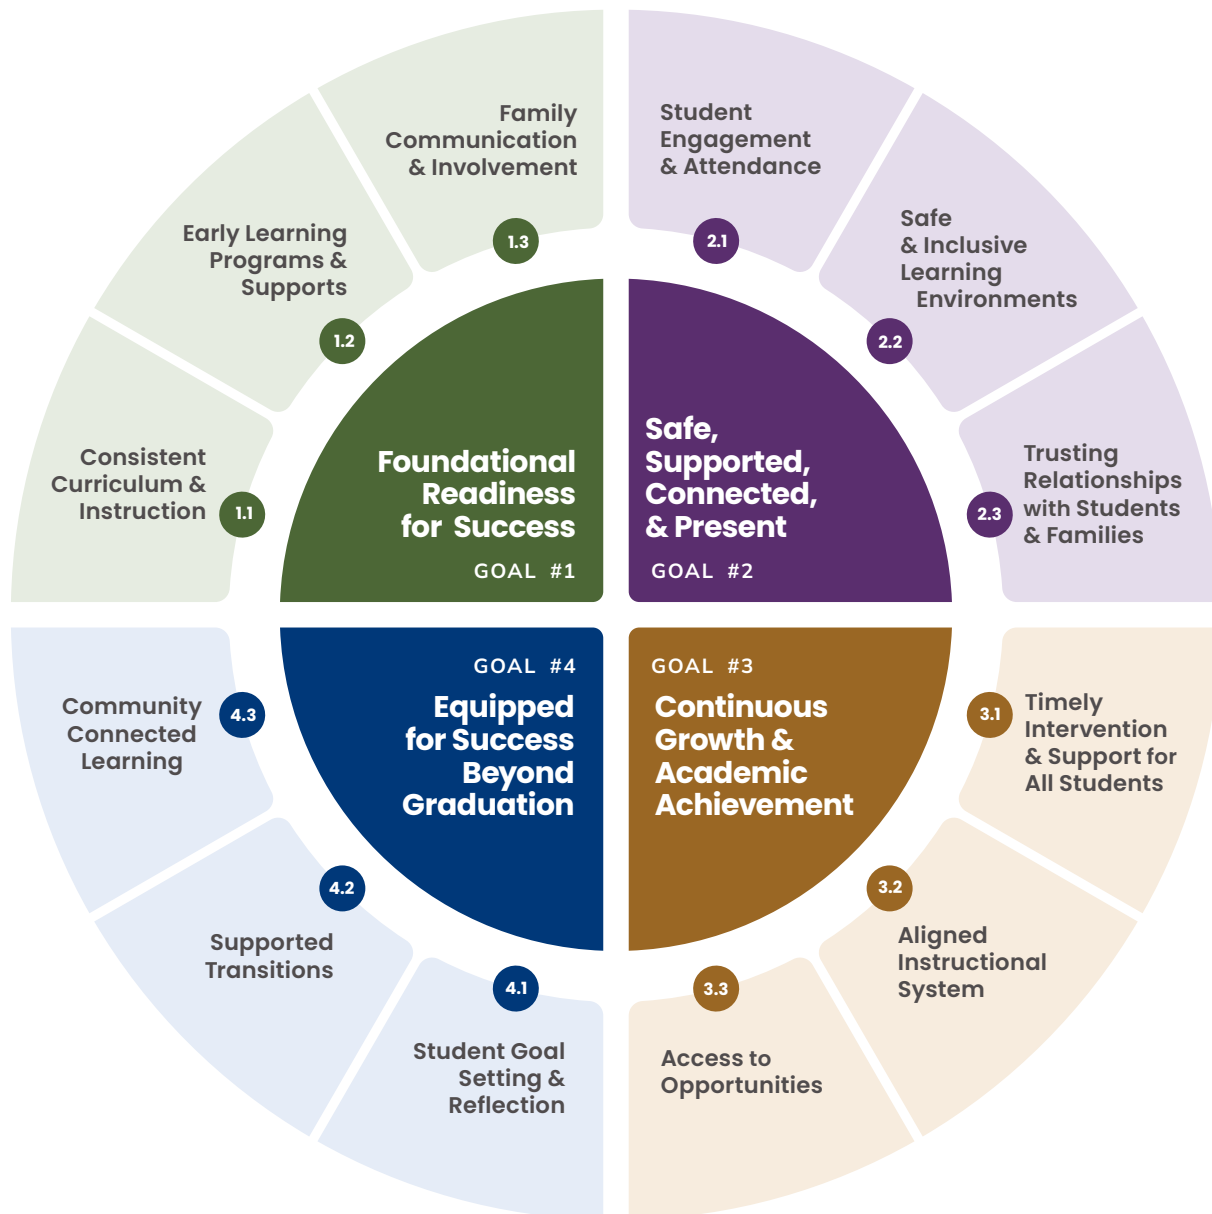 Family
Communication
& Involvement
1.3
Early Learning
Programs &
Supports
1.2
Consistent
Curriculum &
Instruction
1.1
Foundational
Readiness
for Success
GOAL #1
Student
Engagement
& Attendance
2.1
Safe
& Inclusive
Learning
Environments
2.2
Trusting
Relationships
with Students
& Families
2.3
Safe,
Supported,
Connected,
& Present
GOAL #2
GOAL #3
Continuous
Growth &
Academic
Achievement
3.1
Timely
Intervention
& Support for
All Students
3.2
Aligned
Instructional
System
3.3
Access to
Opportunities
GOAL #4
Equipped
for Success
Beyond
Graduation
4.1
Student Goal
Setting &
Reflection
4.2
Supported
Transitions
4.3
Community
Connected
Learning